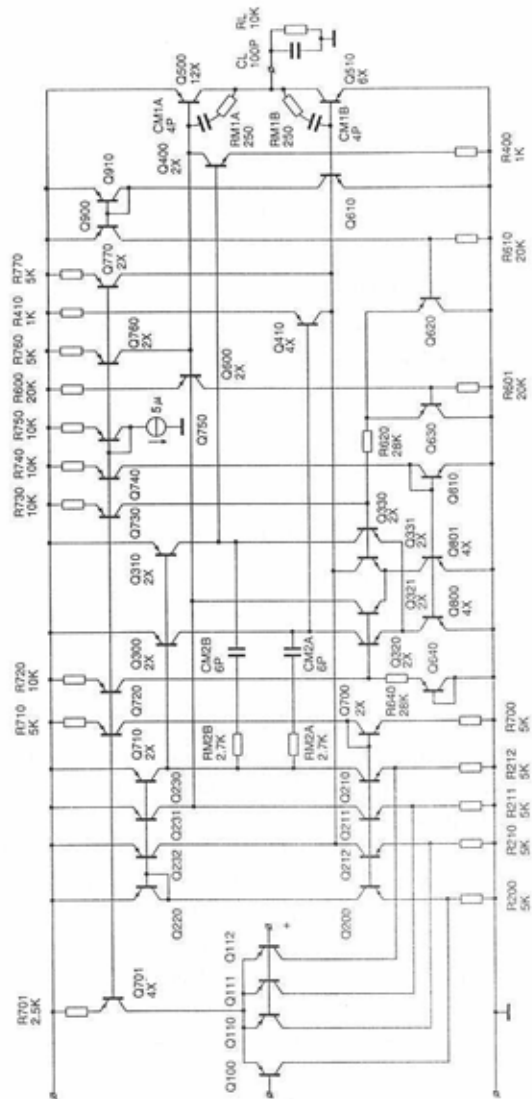 R701
2.5K
Q701
4X
Q100
Q110
Q111
Q112
+
Q220
Q232
Q231
Q230
Q200
Q212
Q211
Q210
R200
5K
R210
5K
R211
5K
R212
5K
R710
5K
R720
10K
Q710
2X
Q720
RM2B
2.7K
RM2A
2.7K
Q700
2X
R700
5K
R640
28K
Q640
Q300
2X
Q310
2X
CM2B
6P
CM2A
6P
Q320
2X
Q321
2X
Q331
2X
Q330
2X
Q800
4X
Q801
4X
Q810
R730
10K
R740
10K
R750
10K
Q730
Q740
Q750
5µ
R620
28K
Q630
R601
20K
R600
20K
R760
5K
R410
1K
R770
5K
Q600
2X
Q760
2X
Q770
2X
Q410
4X
Q620
R610
20K
Q900
Q910
Q610
Q400
2X
R400
1K
CM1A
4P
RM1A
250
RM1B
250
CM1B
4P
Q500
12X
Q510
6X
CL
100P
RL
10K